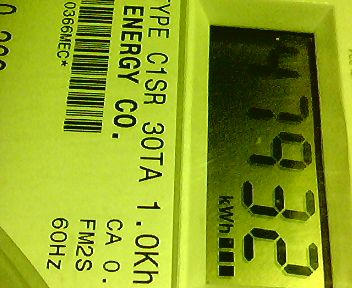 TYPE C1SR 30TA 1.0Kh
ENERGY CO.
CA 0.
FM2S
60HZ
0366MEC*
47932
kWh